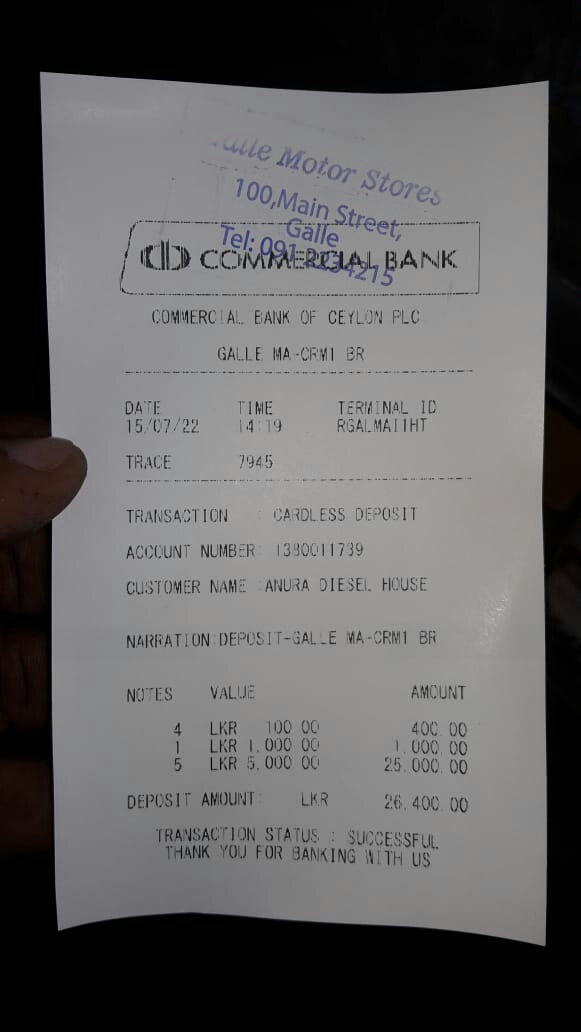 Galle Motor Stores
100,Main Street,
Galle
Tel: 091 2234215
COMMERCIAL BANK
COMMERCIAL BANK OF CEYLON PLC
GALLE MA-CRM1 BR
DATE TIME TERMINAL ID
15/07/22 14:19 RGALMAI1HT
TRACE 7945
TRANSACTION : CARDLESS DEPOSIT
ACCOUNT NUMBER: 1380011739
CUSTOMER NAME :ANURA DIESEL HOUSE
NARRATION:DEPOSIT-GALLE MA-CRM1 BR
NOTES VALUE AMOUNT
4 LKR 100.00 400.00
1 LKR 1,000.00 1,000.00
5 LKR 5,000.00 25,000.00
DEPOSIT AMOUNT: LKR 26,400.00
TRANSACTION STATUS : SUCCESSFUL
THANK YOU FOR BANKING WITH US